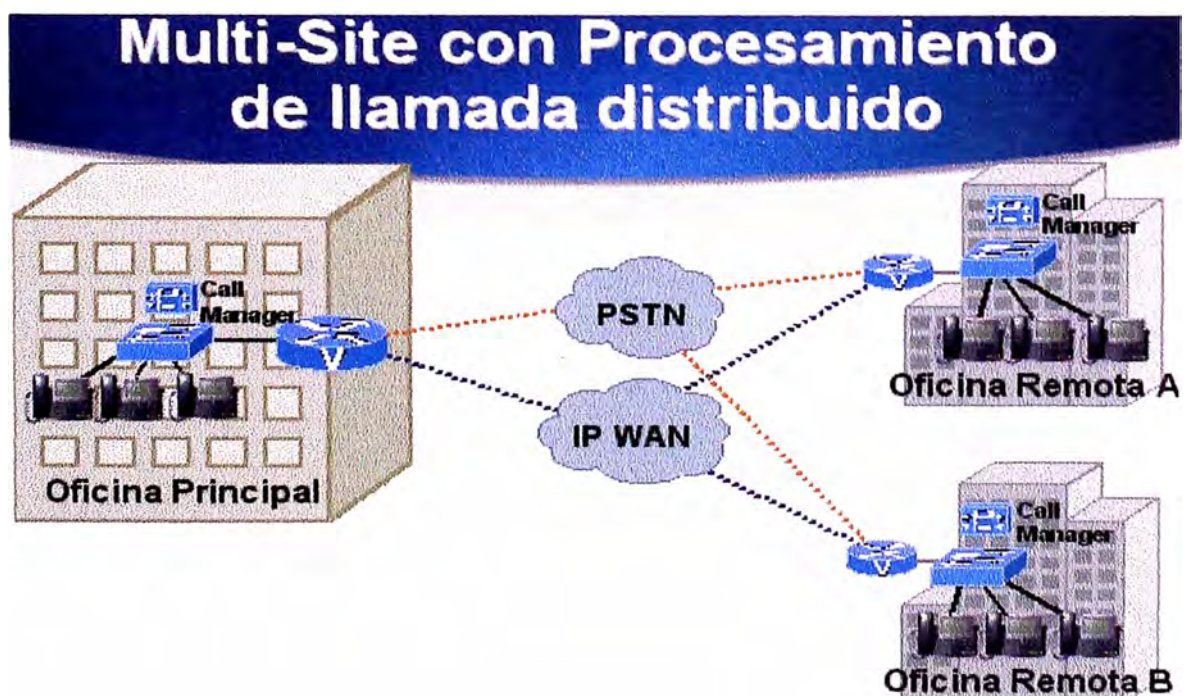 Multi-Site con Procesamiento
de llamada distribuido
Call
Manager
V
Oficina Principal
PSTN
IP WAN
V
Call
Manager
Oficina Remota A
V
Call
Manager
Oficina Remota B